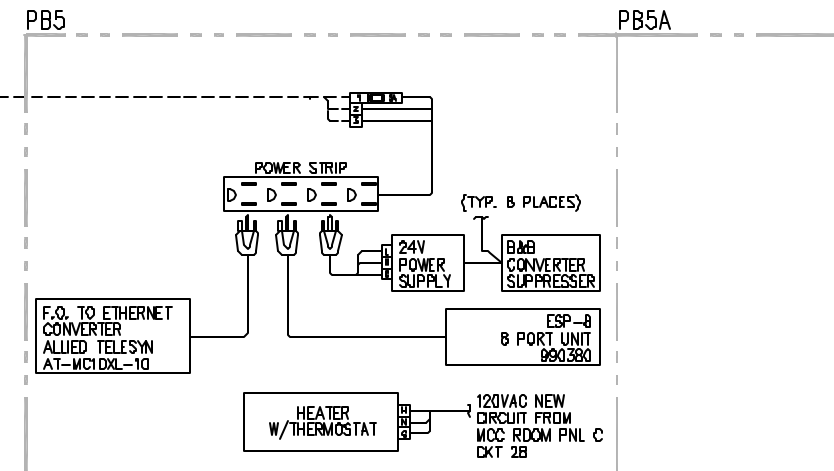 PB5
PB5A
POWER STRIP
(TYP. 8 PLACES)
24V
POWER
SUPPLY
B&B
CONVERTER
SUPPRESSER
F.O. TO ETHERNET
CONVERTER
ALLIED TELESYN
AT-MC1DXL-10
ESP-8
8 PORT UNIT
990380
HEATER
W/THERMOSTAT
120VAC NEW
CIRCUIT FROM
MCC ROOM PNL C
CKT 28